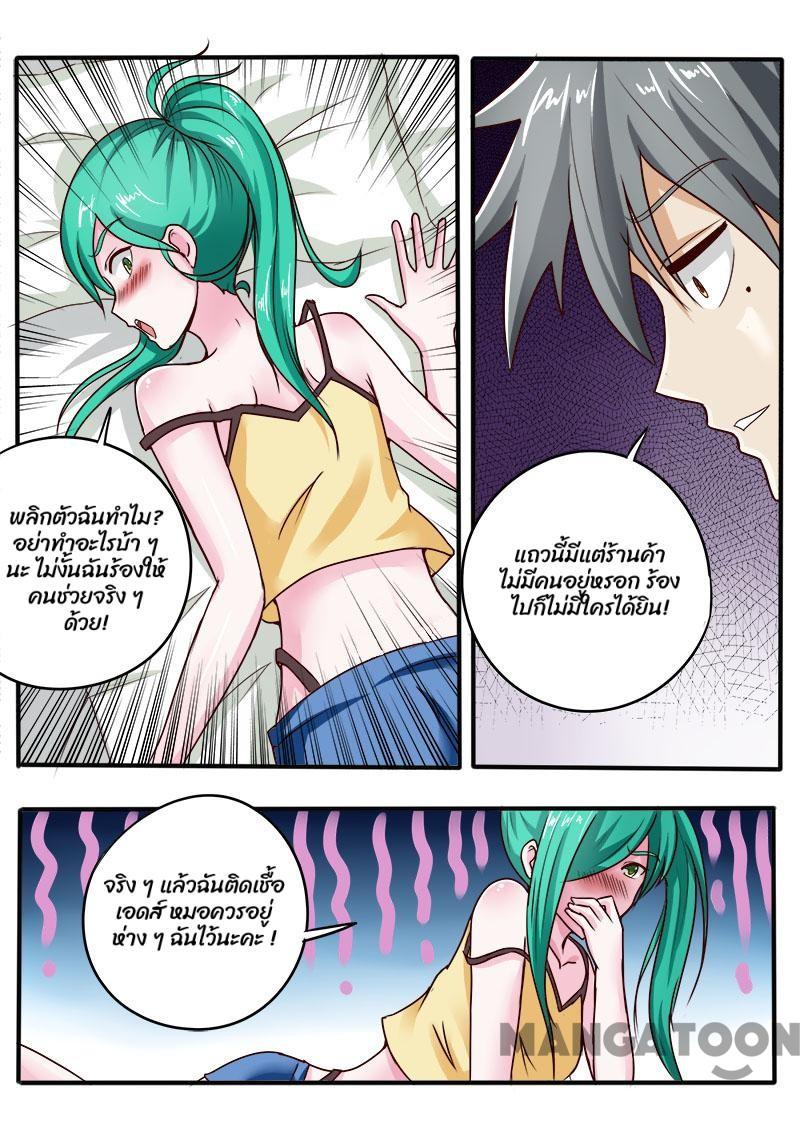 พลิกตัวฉันทำไม?
อย่าทำอะไรบ้า ๆ
นะ ไม่งั้นฉันร้องให้
คนช่วยจริง ๆ
ด้วย!
แถวนี้มีแต่ร้านค้า
ไม่มีคนอยู่หรอก ร้อง
ไปก็ไม่มีใครได้ยิน!
จริง ๆ แล้วฉันติดเชื้อ
เอดส์ หมอควรอยู่
ห่าง ๆ ฉันไว้นะคะ !
MANGATOON